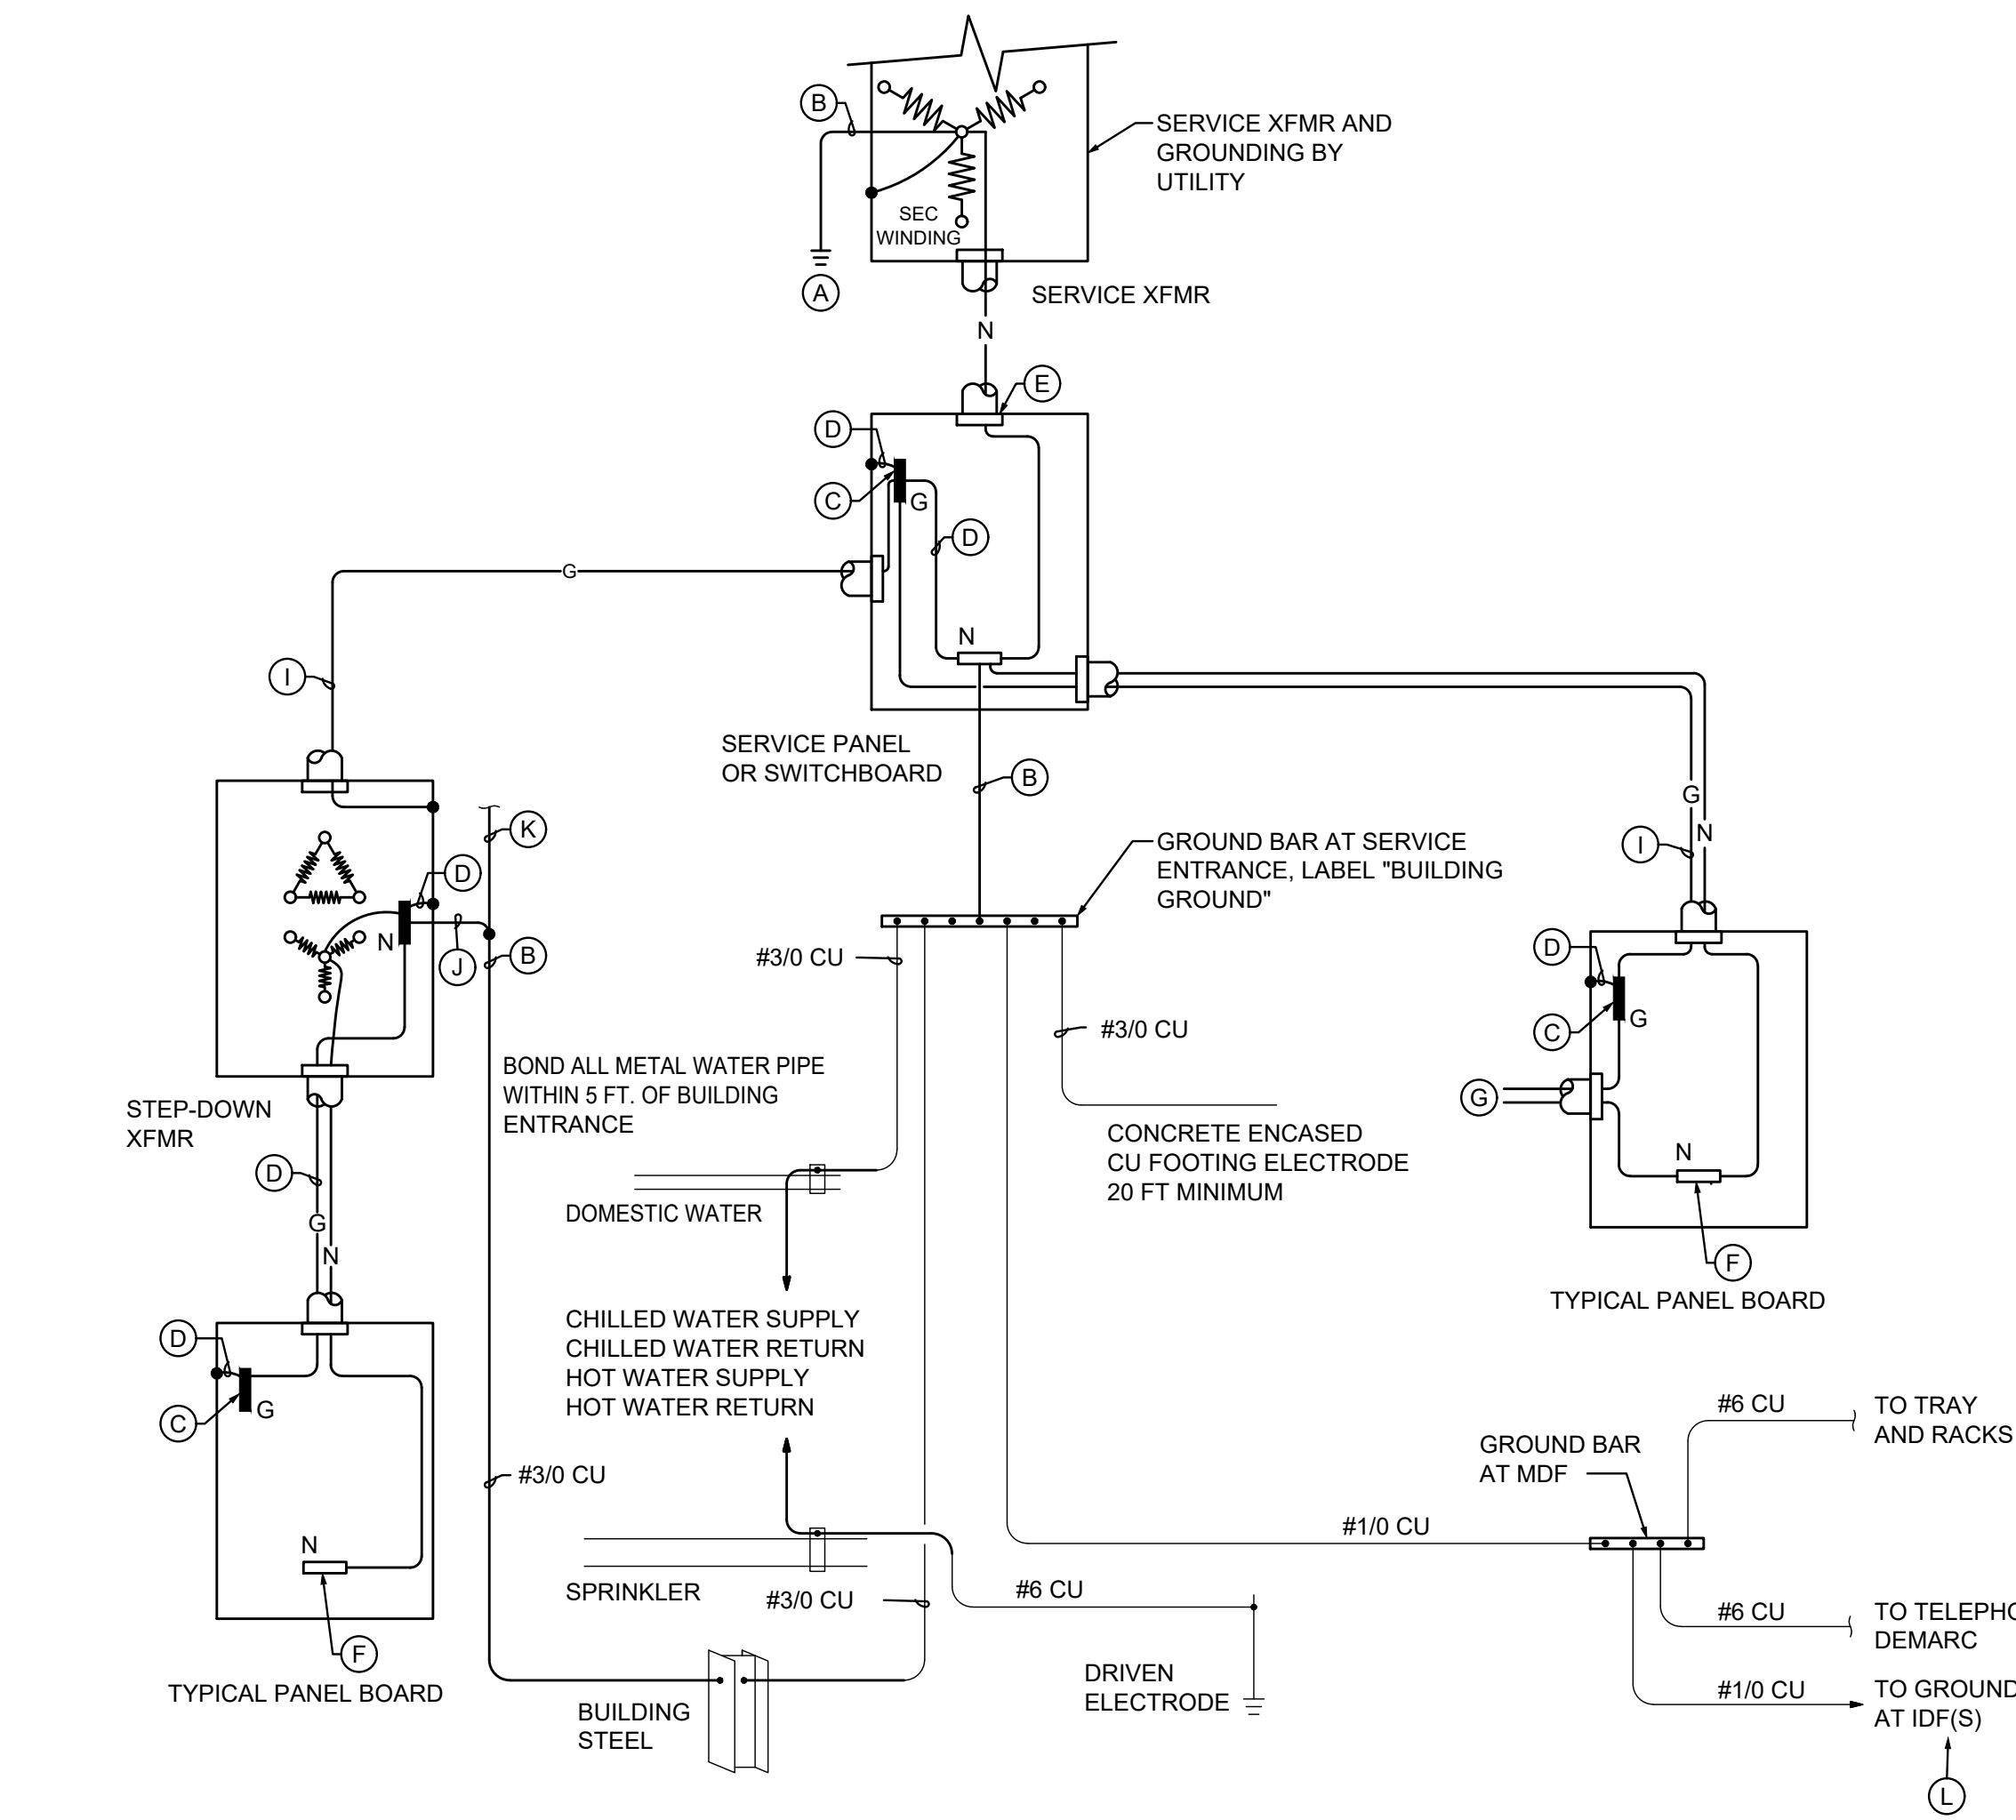 B
SERVICE XFMR AND
GROUNDING BY
UTILITY
SEC
WINDING
A
SERVICE XFMR
N
E
D
C
G
D
G
N
I
SERVICE PANEL
OR SWITCHBOARD
B
G
N
I
K
GROUND BAR AT SERVICE
ENTRANCE, LABEL "BUILDING
GROUND"
D
N
J
B
#3/0 CU
#3/0 CU
D
C
G
G
N
F
TYPICAL PANEL BOARD
BOND ALL METAL WATER PIPE
WITHIN 5 FT. OF BUILDING
ENTRANCE
STEP-DOWN
XFMR
CONCRETE ENCASED
CU FOOTING ELECTRODE
20 FT MINIMUM
D
G
N
DOMESTIC WATER
CHILLED WATER SUPPLY
CHILLED WATER RETURN
HOT WATER SUPPLY
HOT WATER RETURN
D
C
G
N
F
TYPICAL PANEL BOARD
#3/0 CU
SPRINKLER
#3/0 CU
#6 CU
#1/0 CU
GROUND BAR
AT MDF
#6 CU
TO TRAY
AND RACKS
#6 CU
DEMARC
#1/0 CU
TO GROUND
AT IDF(S)
L
DRIVEN
ELECTRODE
BUILDING
STEEL